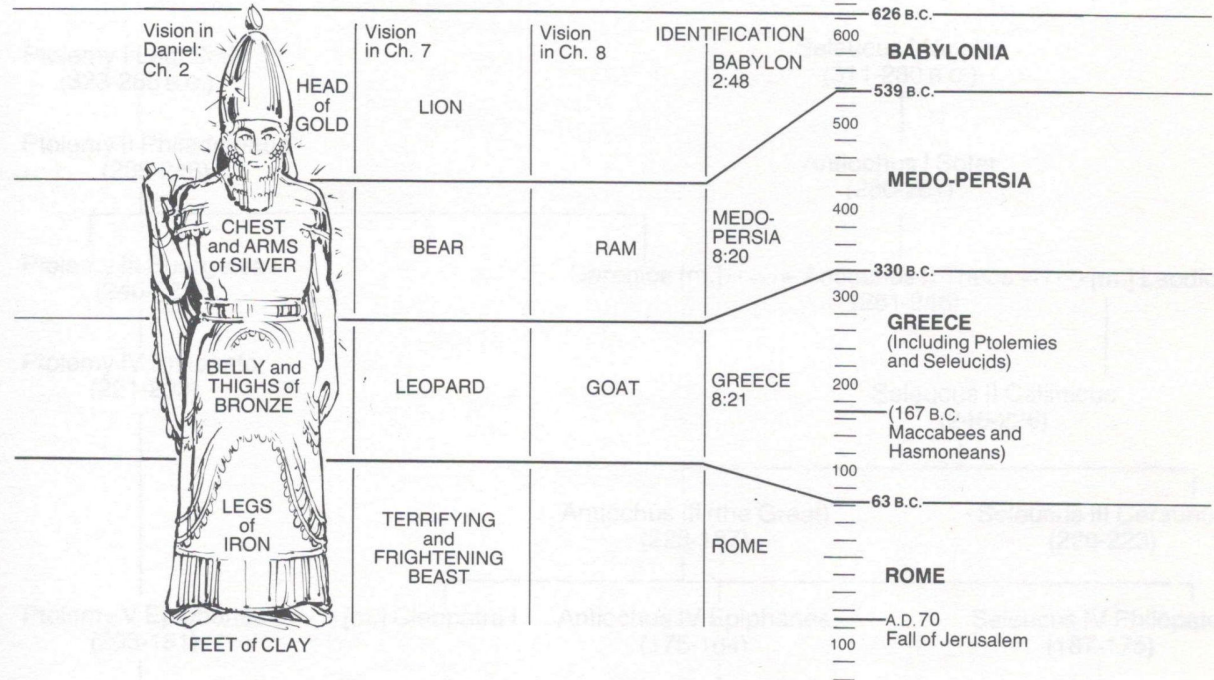 Vision in
Daniel:
Ch. 2
Vision
in Ch. 7
Vision
in Ch. 8
IDENTIFICATION
HEAD
of
GOLD
LION
BABYLON
2:48
CHEST
and ARMS
of SILVER
BEAR
RAM
MEDO-
PERSIA
8:20
BELLY and
THIGHS of
BRONZE
LEOPARD
GOAT
GREECE
8:21
LEGS
of
IRON
TERRIFYING
and
FRIGHTENING
BEAST
ROME
FEET of CLAY
626 B.C.
600
BABYLONIA
539 B.C.
500
MEDO-PERSIA
400
330 B.C.
300
GREECE
(Including Ptolemies
and Seleucids)
200
(167 B.C.
Maccabees and
Hasmoneans)
100
63 B.C.
ROME
A.D. 70
Fall of Jerusalem
100